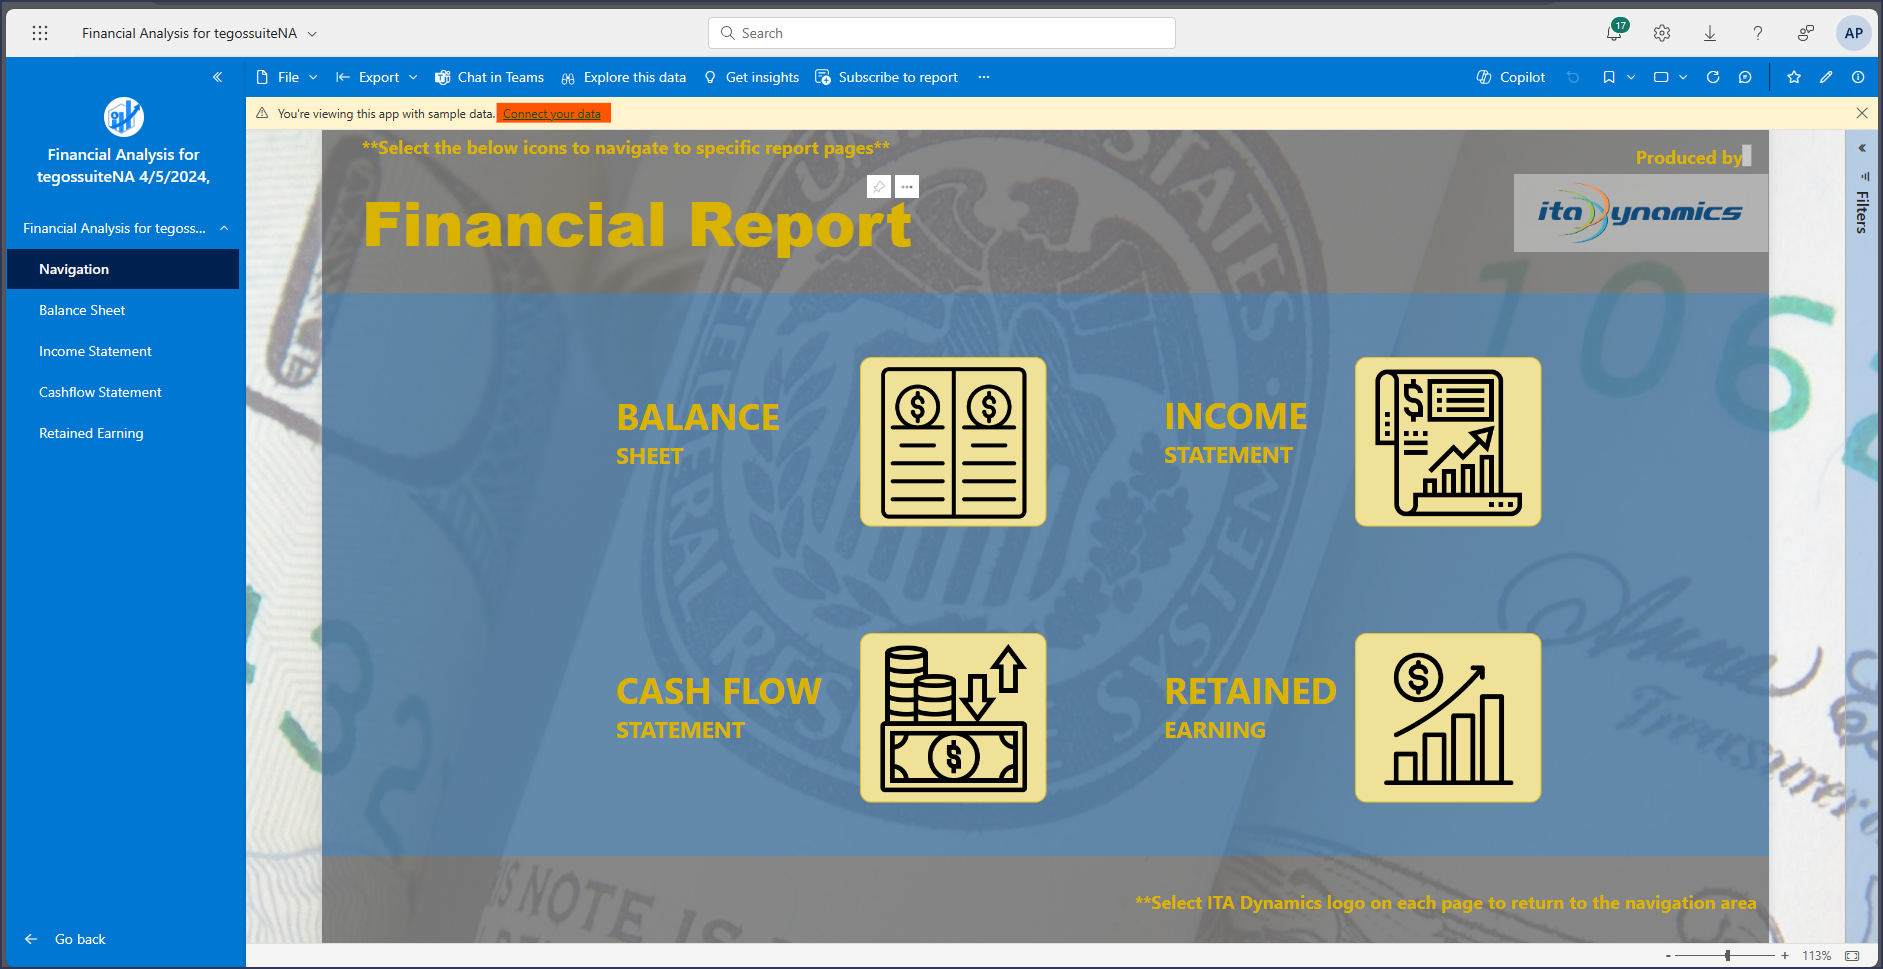 Financial Analysis for tegossuiteNA
Search
17
AP
File
Export
Chat in Teams
Explore this data
Get insights
Subscribe to report
Copilot
You're viewing this app with sample data. Connect your data
Financial Analysis for
tegossuiteNA 4/5/2024,
Financial Analysis for tegoss...
Navigation
Balance Sheet
Income Statement
Cashflow Statement
Retained Earning
Go back
**Select the below icons to navigate to specific report pages**
Produced by
Financial Report
ita Dynamics
Filters
BALANCE
SHEET
INCOME
STATEMENT
CASH FLOW
STATEMENT
RETAINED
EARNING
FEDERAL RESERVE SYSTEM
**Select ITA Dynamics logo on each page to return to the navigation area
113%